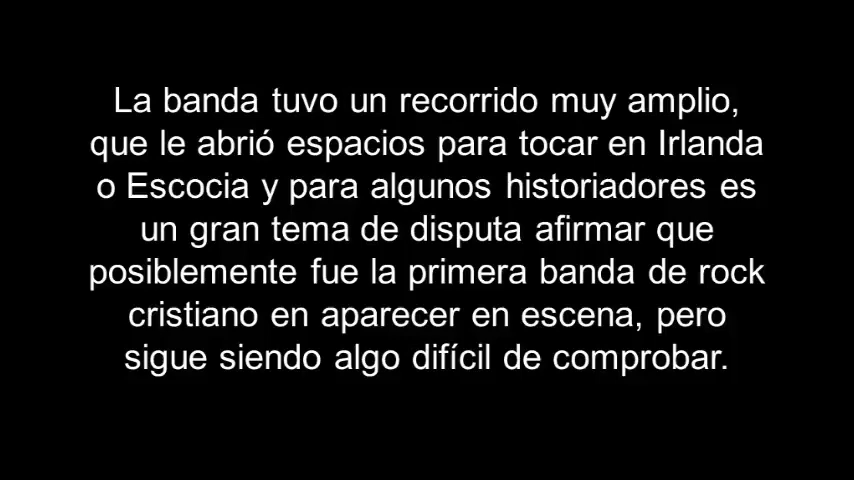 La banda tuvo un recorrido muy amplio,
que le abrió espacios para tocar en Irlanda
o Escocia y para algunos historiadores es
un gran tema de disputa afirmar que
posiblemente fue la primera banda de rock
cristiano en aparecer en escena, pero
sigue siendo algo difícil de comprobar.